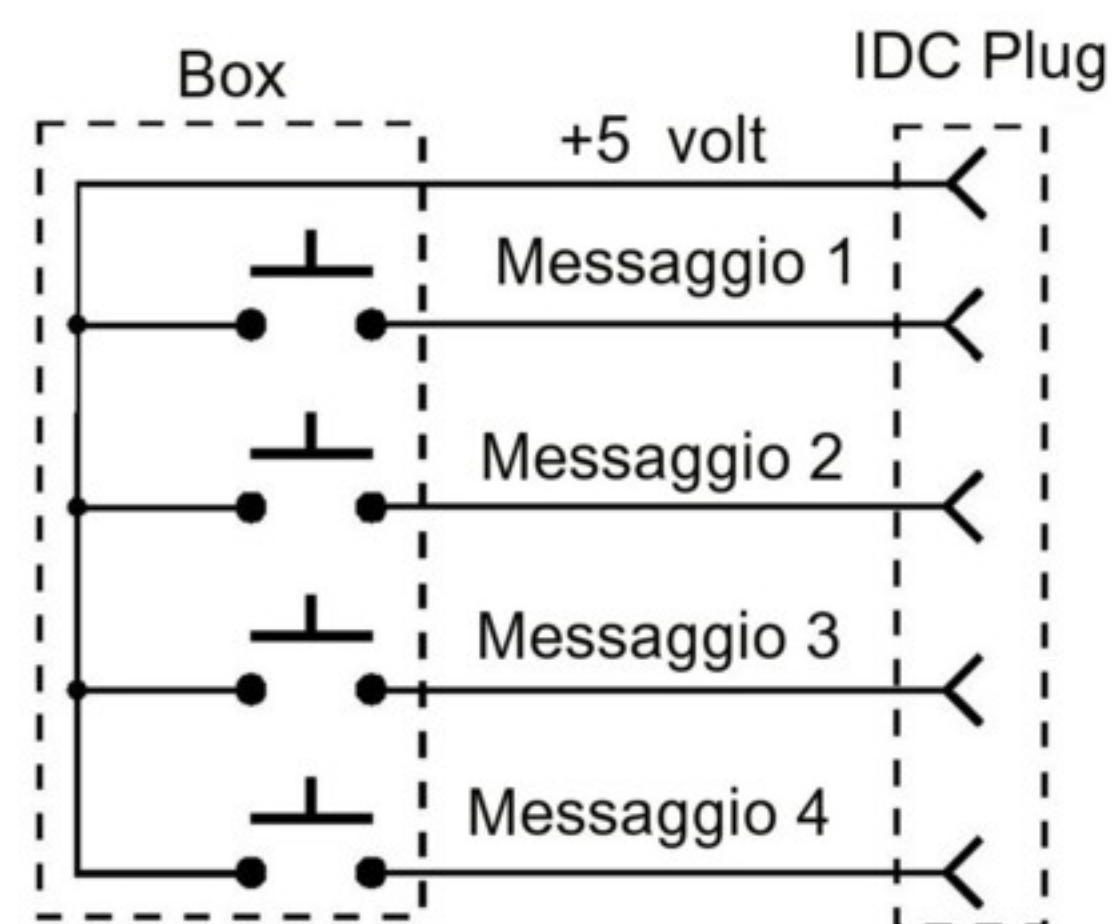 Box
IDC Plug
+5 volt
Messaggio 1
Messaggio 2
Messaggio 3
Messaggio 4